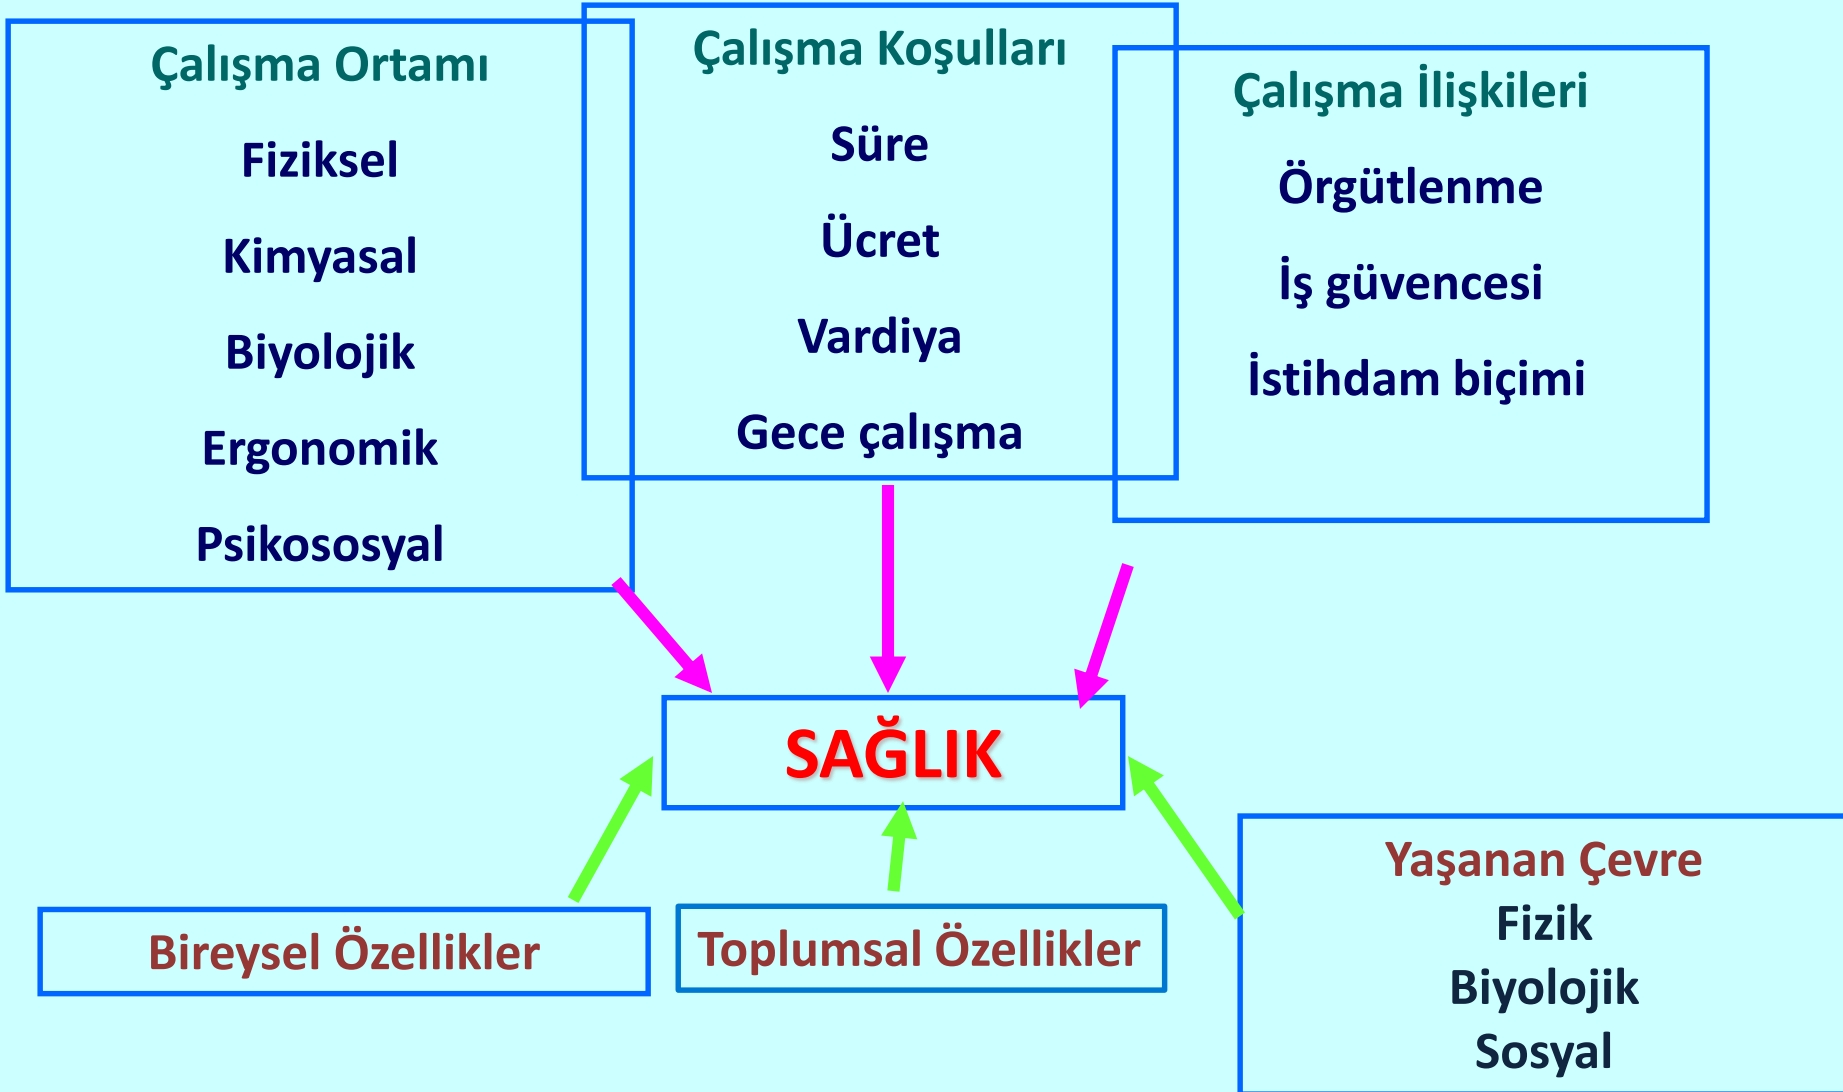 Çalışma Ortamı
Fiziksel
Kimyasal
Biyolojik
Ergonomik
Psikososyal
Çalışma Koşulları
Süre
Ücret
Vardiya
Gece çalışma
Çalışma İlişkileri
Örgütlenme
İş güvencesi
İstihdam biçimi
SAĞLIK
Bireysel Özellikler
Toplumsal Özellikler
Yaşanan Çevre
Fizik
Biyolojik
Sosyal